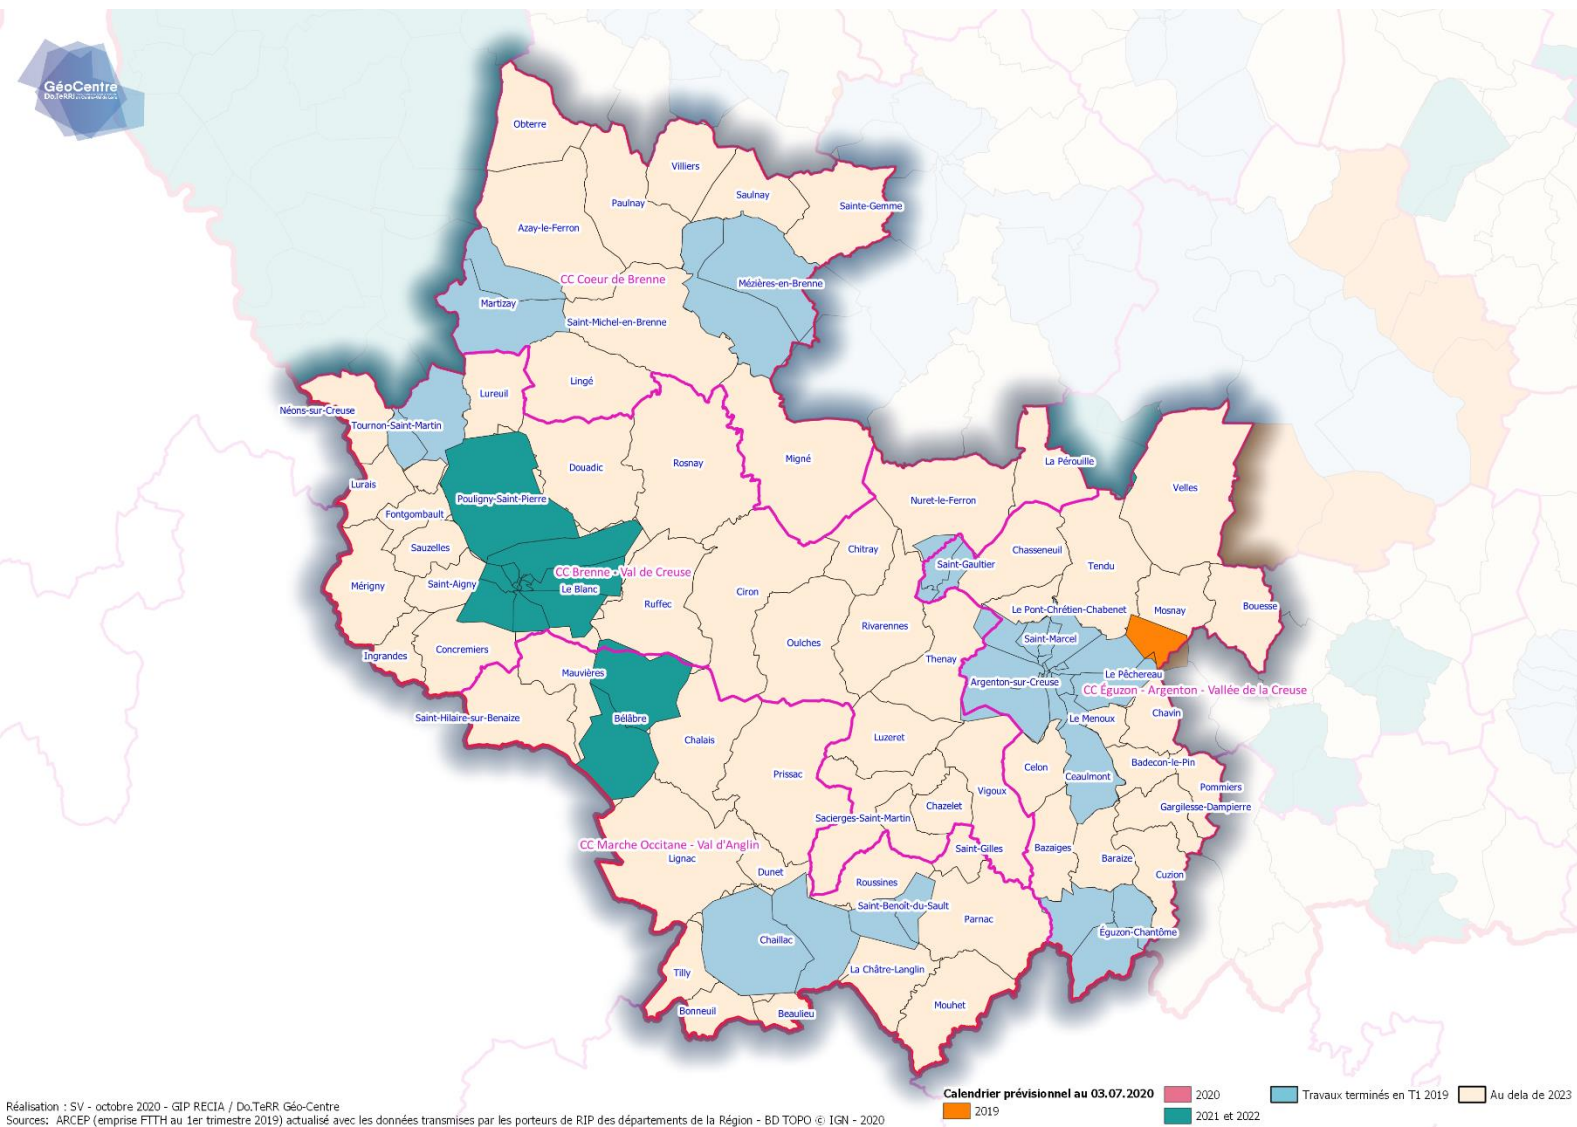 GéoCentre
Obterre
Villiers
Saulnay
Paulnay
Sainte-Gemme
Azay-le-Ferron
CC Coeur de Brenne
Mézières-en-Brenne
Martizay
Saint-Michel-en-Brenne
Lingé
Lureuil
Néons-sur-Creuse
Tournon-Saint-Martin
Migné
Rosnay
Douadic
La Pérouille
Lurais
Velles
Pouligny-Saint-Pierre
Nuret-le-Ferron
Fontgombault
Sauzelles
Chitray
Chasseneuil
Saint-Gaultier
Tendu
CC Brenne - Val de Creuse
Mérigny
Saint-Aigny
Le Blanc
Ciron
Ruffec
Bouesse
Le Pont-Chrétien-Chabenet
Mosnay
Rivarennes
Saint-Marcel
Oulches
Concremiers
Ingrandes
Thenay
Mauvières
Le Pêchereau
Argenton-sur-Creuse
CC Éguzon - Argenton - Vallée de la Creuse
Saint-Hilaire-sur-Benaize
Bélâbre
Le Menoux
Chavin
Chalais
Luzeret
Badecon-le-Pin
Celon
Prissac
Ceaulmont
Pommiers
Vigoux
Chazelet
Gargilesse-Dampierre
Sacierges-Saint-Martin
CC Marche Occitane - Val d'Anglin
Saint-Gilles
Bazaiges
Lignac
Baraize
Dunet
Cuzion
Roussines
Saint-Benoît-du-Sault
Parnac
Éguzon-Chantôme
Chaillac
Tilly
La Châtre-Langlin
Mouhet
Bonneuil
Beaulieu
Calendrier prévisionnel au 03.07.2020
2019
2020
2021 et 2022
Travaux terminés en T1 2019
Au dela de 2023
Réalisation : SV - octobre 2020 - GIP RECIA / Do.TeRR Géo-Centre
Sources: ARCEP (emprise FTTH au 1er trimestre 2019) actualisé avec les données transmises par les porteurs de RIP des départements de la Région - BD TOPO © IGN - 2020